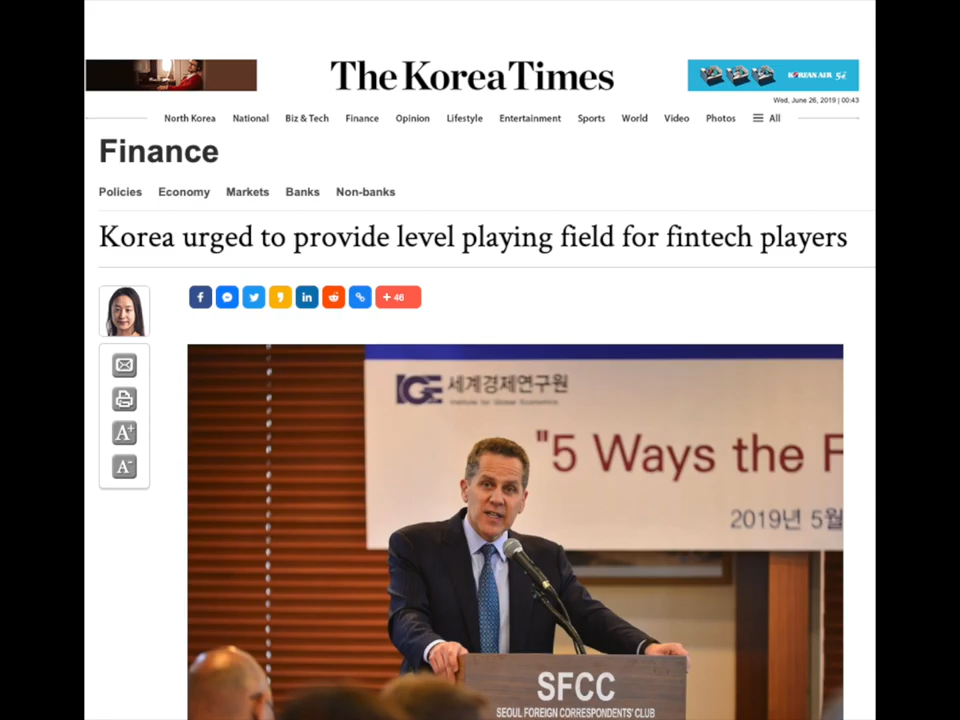 The Korea Times
KOREAN AIR
Wed, June 26, 2019 | 00:43
North Korea National Biz & Tech Finance Opinion Lifestyle Entertainment Sports World Video Photos All
Finance
Policies Economy Markets Banks Non-banks
Korea urged to provide level playing field for fintech players
+ 46
A+
A-
IGE 세계경제연구원
Institute for Global Economics
"5 Ways the F
2019년 5월
SFCC
SEOUL FOREIGN CORRESPONDENTS' CLUB